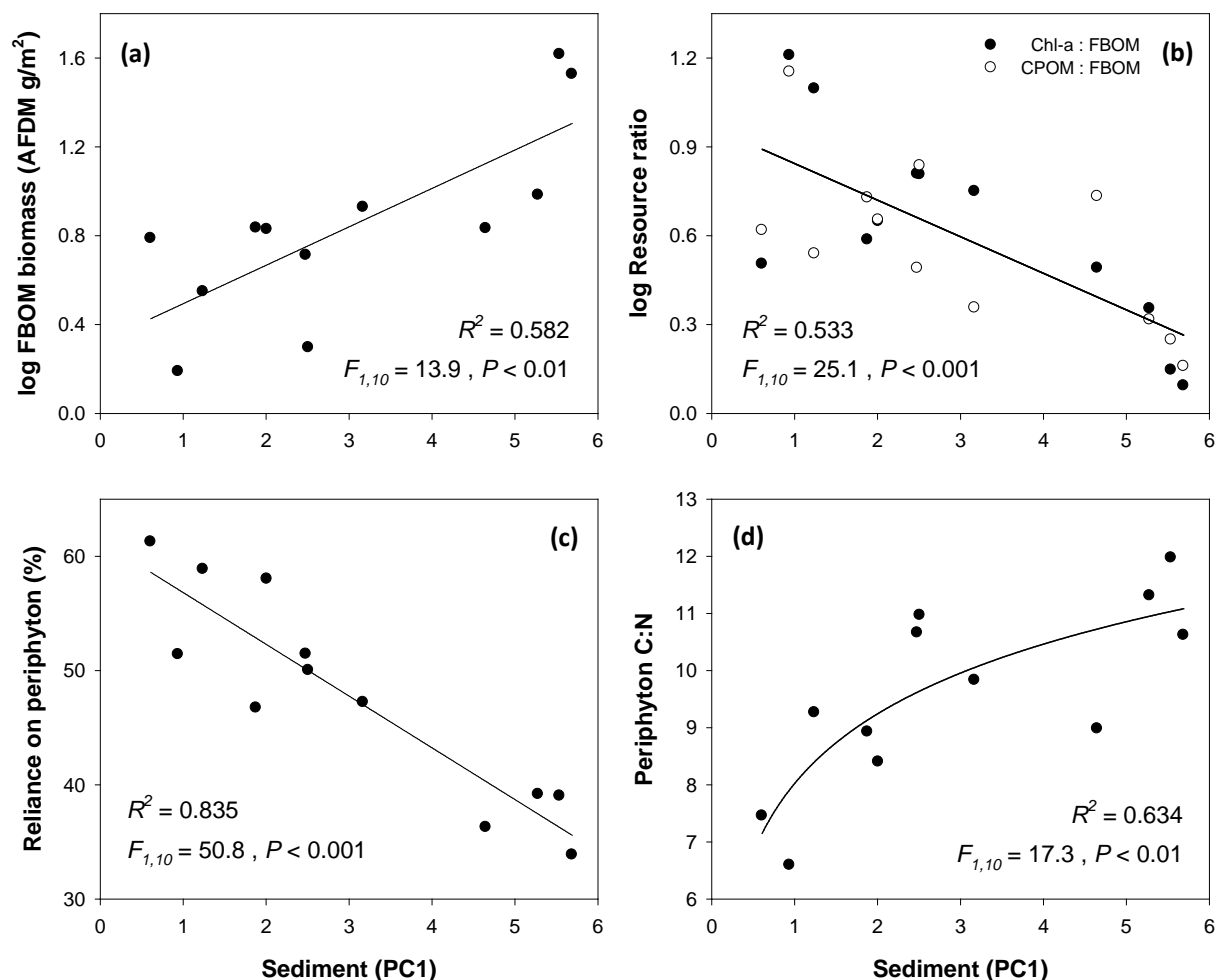 (a)
log FBOM biomass (AFDM g/m²)
1.6
1.2
0.8
0.4
0.0
R² = 0.582
F1,10 = 13.9 , P < 0.01
0 1 2 3 4 5 6
(b)
Chl-a : FBOM
CPOM : FBOM
log Resource ratio
1.2
0.9
0.6
0.3
0.0
R² = 0.533
F1,10 = 25.1 , P < 0.001
0 1 2 3 4 5 6
(c)
Reliance on periphyton (%)
60
50
40
30
R² = 0.835
F1,10 = 50.8 , P < 0.001
0 1 2 3 4 5 6
Sediment (PC1)
(d)
Periphyton C:N
13
12
11
10
9
8
7
6
R² = 0.634
F1,10 = 17.3 , P < 0.01
0 1 2 3 4 5 6
Sediment (PC1)